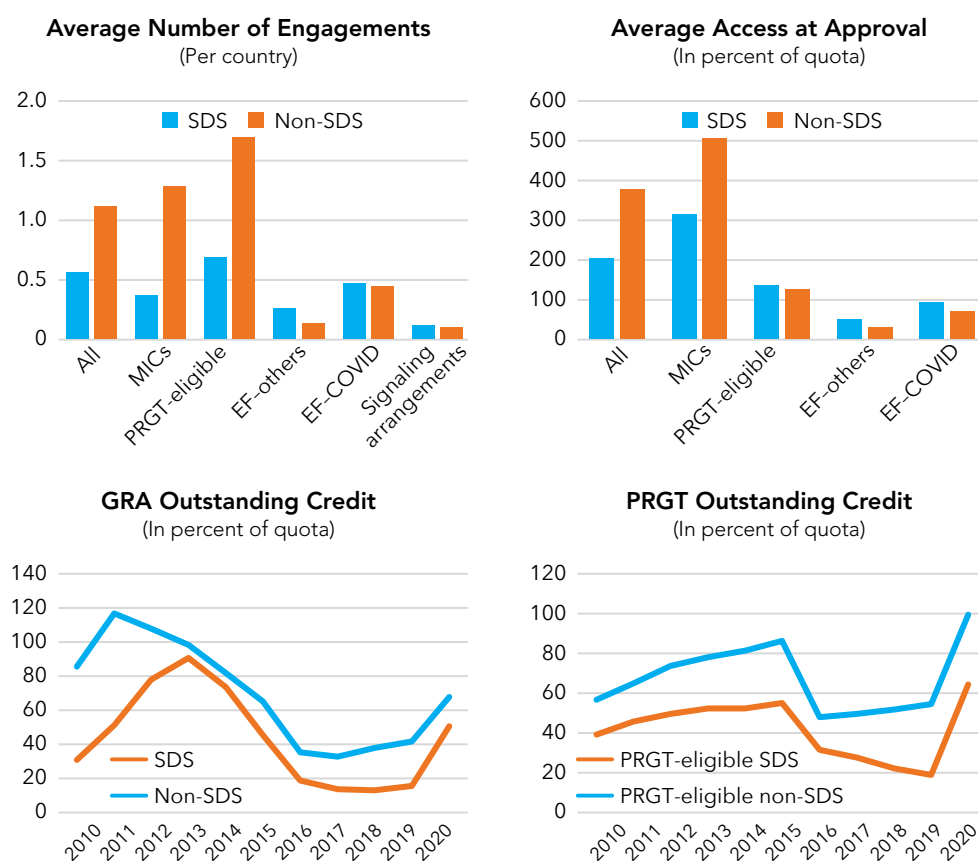 Average Number of Engagements
(Per country)
2.0
1.5
1.0
0.5
0
SDS Non-SDS
All MICs PRGT-eligible EF-others EF-COVID Signaling
arrangements
Average Access at Approval
(In percent of quota)
600
500
400
300
200
100
0
SDS Non-SDS
All MICs PRGT-eligible EF-others EF-COVID
GRA Outstanding Credit
(In percent of quota)
140
120
100
80
60
40
20
0
SDS
Non-SDS
2010 2011 2012 2013 2014 2015 2016 2017 2018 2019 2020
PRGT Outstanding Credit
(In percent of quota)
120
100
80
60
40
20
0
PRGT-eligible SDS
PRGT-eligible non-SDS
2010 2011 2012 2013 2014 2015 2016 2017 2018 2019 2020